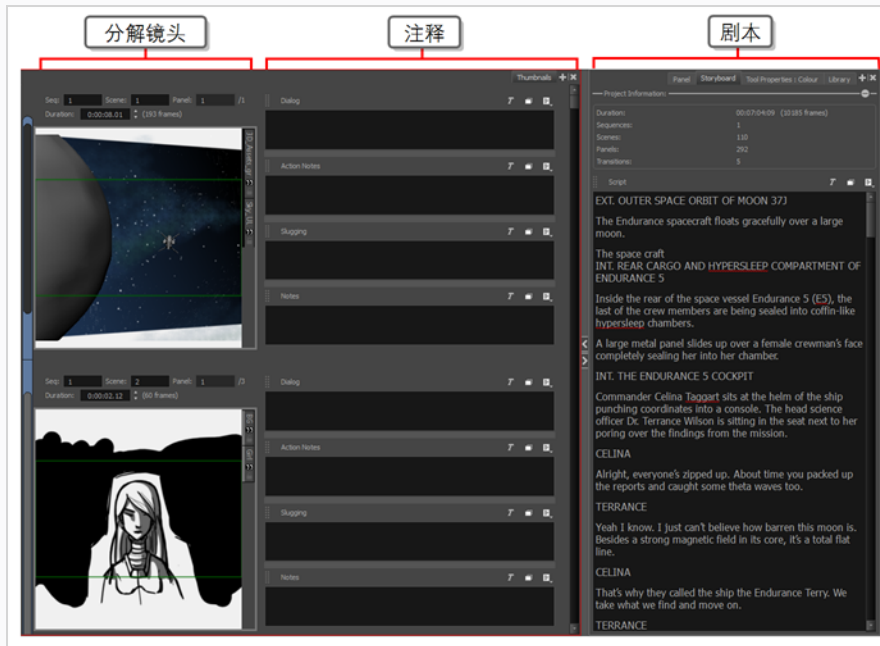 分解镜头
注释
剧本
Thumbnails
Panel Storyboard Tool Properties : Colour Library
Seq: 1 Scene: 1 Panel: 1 /1
Duration: 0:00:08.01 (193 frames)
Dialog
Action Notes
Slugging
Notes
Seq: 1 Scene: 2 Panel: 1 /3
Duration: 0:00:02.12 (60 frames)
Dialog
Action Notes
Slugging
Notes
Project Information:
Duration: 00:07:04:09 (10185 frames)
Sequences: 1
Scenes: 110
Panels: 292
Transitions: 5
Script
EXT. OUTER SPACE ORBIT OF MOON 37J
The Endurance spacecraft floats gracefully over a large
moon.
The space craft
INT. REAR CARGO AND HYPERSLEEP COMPARTMENT OF
ENDURANCE 5
Inside the rear of the space vessel Endurance 5 (E5), the
last of the crew members are being sealed into coffin-like
hypersleep chambers.
A large metal panel slides up over a female crewman's face
completely sealing her into her chamber.
INT. THE ENDURANCE 5 COCKPIT
Commander Celina Taggart sits at the helm of the ship
punching coordinates into a console. The head science
officer Dr. Terrance Wilson is sitting in the seat next to her
poring over the findings from the mission.
CELINA
Alright, everyone's zipped up. About time you packed up
the reports and caught some theta waves too.
TERRANCE
Yeah I know. I just can't believe how barren this moon is.
Besides a strong magnetic field in its core, it's a total flat
line.
CELINA
That's why they called the ship the Endurance Terry. We
take what we find and move on.
TERRANCE